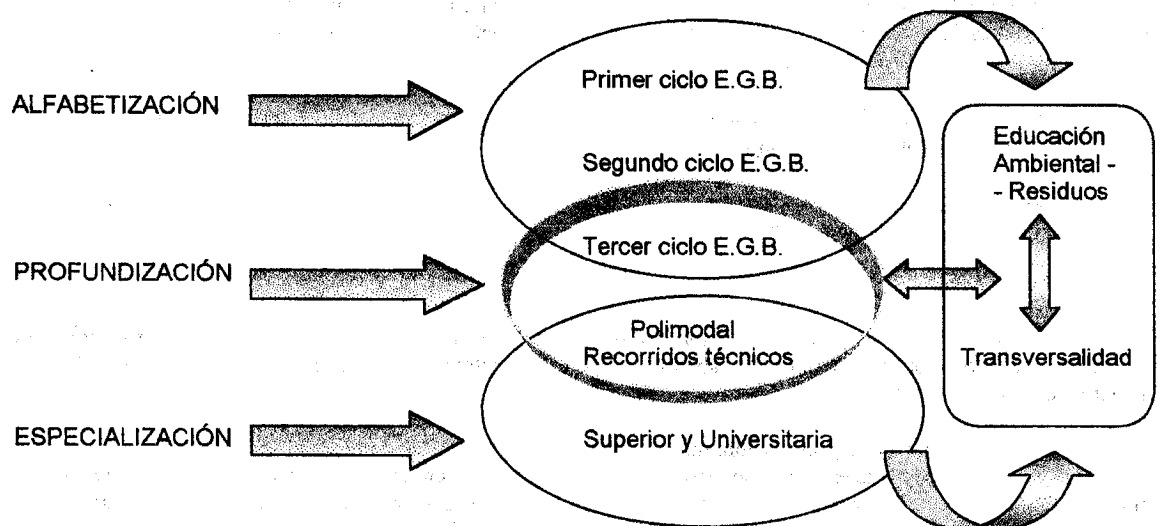 ALFABETIZACIÓN
Primer ciclo E.G.B.
Segundo ciclo E.G.B.
PROFUNDIZACIÓN
Tercer ciclo E.G.B.
Polimodal
Recorridos técnicos
ESPECIALIZACIÓN
Superior y Universitaria
Educación
Ambiental -
- Residuos
Transversalidad